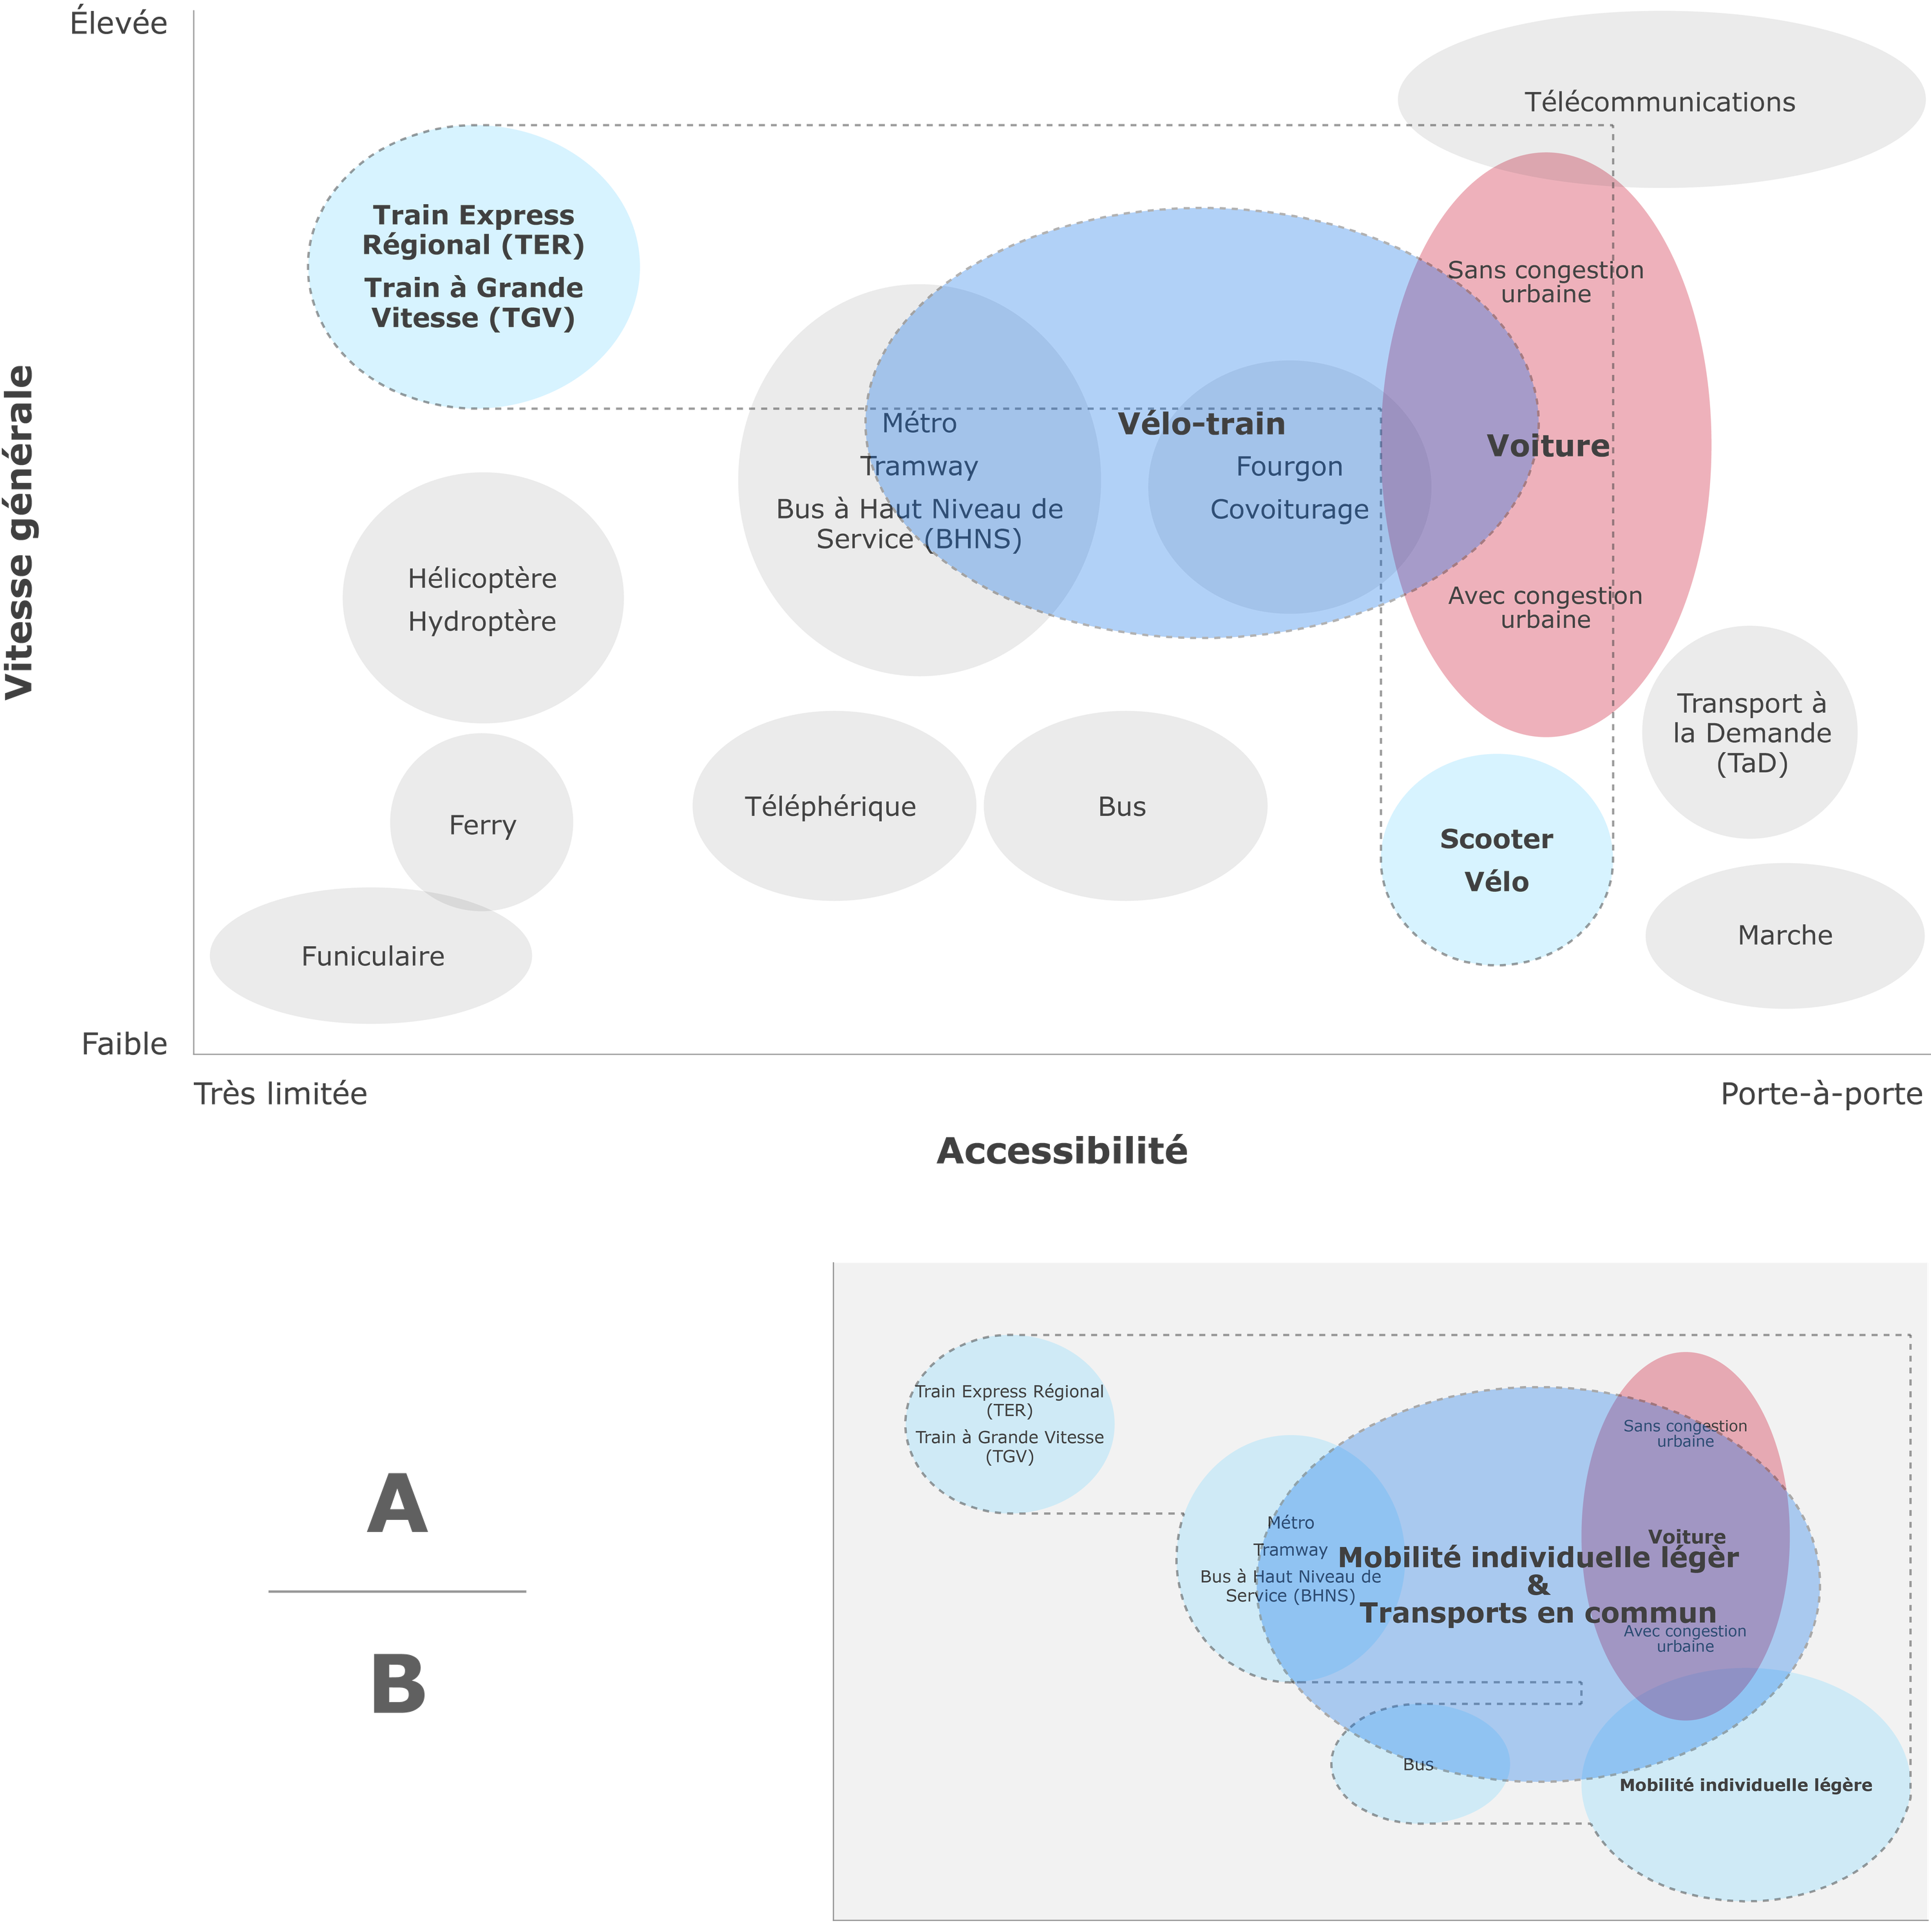 Élevée
Vitesse générale
Faible
Très limitée
Porte-à-porte
Accessibilité
Télécommunications
Train Express
Régional (TER)
Train à Grande
Vitesse (TGV)
Sans congestion
urbaine
Métro
Tramway
Bus à Haut Niveau de
Service (BHNS)
Vélo-train
Fourgon
Covoiturage
Voiture
Avec congestion
urbaine
Hélicoptère
Hydroptère
Transport à
la Demande
(TaD)
Ferry
Téléphérique
Bus
Scooter
Vélo
Funiculaire
Marche
A
B
Train Express Régional
(TER)
Train à Grande Vitesse
(TGV)
Sans congestion
urbaine
Métro
Tramway
Bus à Haut Niveau de
Service (BHNS)
Voiture
Mobilité individuelle légèr
&
Transports en commun
Avec congestion
urbaine
Bus
Mobilité individuelle légère